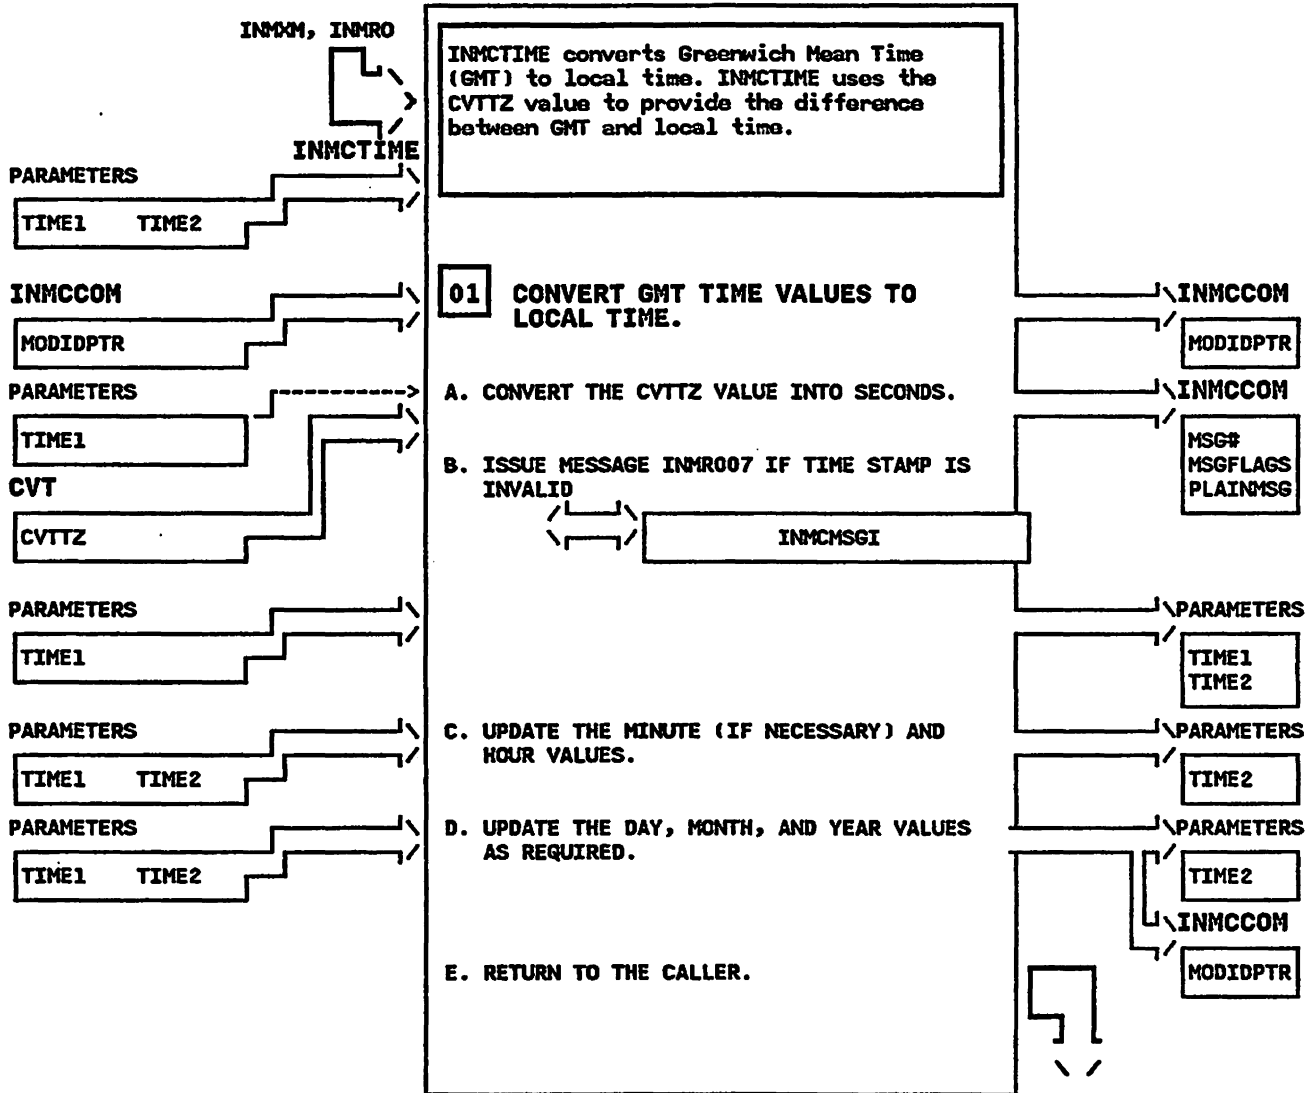 INMXM, INMRO
INMCTIME converts Greenwich Mean Time
(GMT) to local time. INMCTIME uses the
CVTTZ value to provide the difference
between GMT and local time.
INMCTIME
PARAMETERS
TIME1 TIME2
INMCCOM
MODIDPTR
01 CONVERT GMT TIME VALUES TO
LOCAL TIME.
INMCCOM
MODIDPTR
PARAMETERS
TIME1
A. CONVERT THE CVTTZ VALUE INTO SECONDS.
INMCCOM
MSG#
MSGFLAGS
PLAINMSG
B. ISSUE MESSAGE INMR007 IF TIME STAMP IS
INVALID
CVT
CVTTZ
INMCMSGI
PARAMETERS
TIME1
PARAMETERS
TIME1
TIME2
PARAMETERS
TIME1 TIME2
C. UPDATE THE MINUTE (IF NECESSARY) AND
HOUR VALUES.
PARAMETERS
TIME2
PARAMETERS
TIME1 TIME2
D. UPDATE THE DAY, MONTH, AND YEAR VALUES
AS REQUIRED.
PARAMETERS
TIME2
INMCCOM
MODIDPTR
E. RETURN TO THE CALLER.